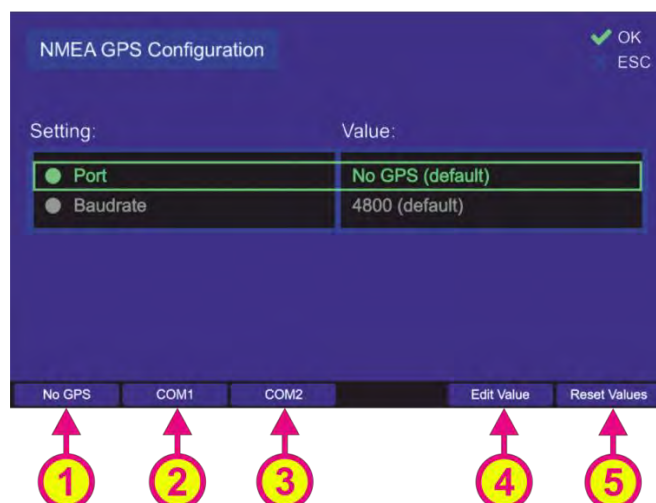 NMEA GPS Configuration
OK
ESC
Setting: Value:
Port No GPS (default)
Baudrate 4800 (default)
No GPS COM1 COM2 Edit Value Reset Values
1 2 3 4 5